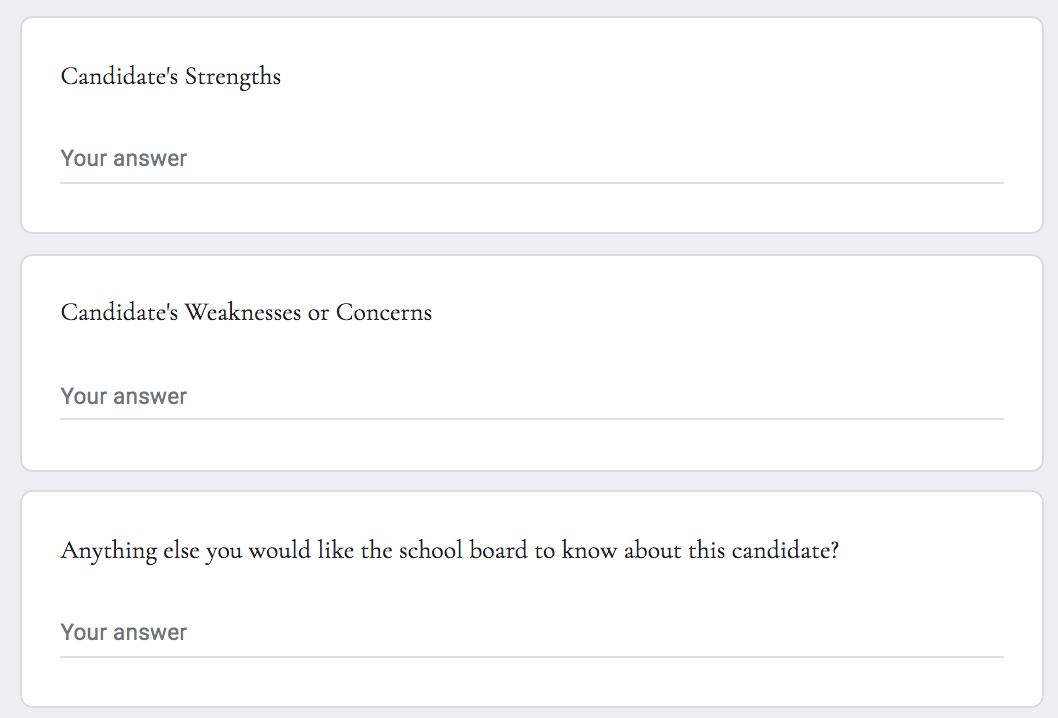 Candidate's Strengths
Your answer
Candidate's Weaknesses or Concerns
Your answer
Anything else you would like the school board to know about this candidate?
Your answer